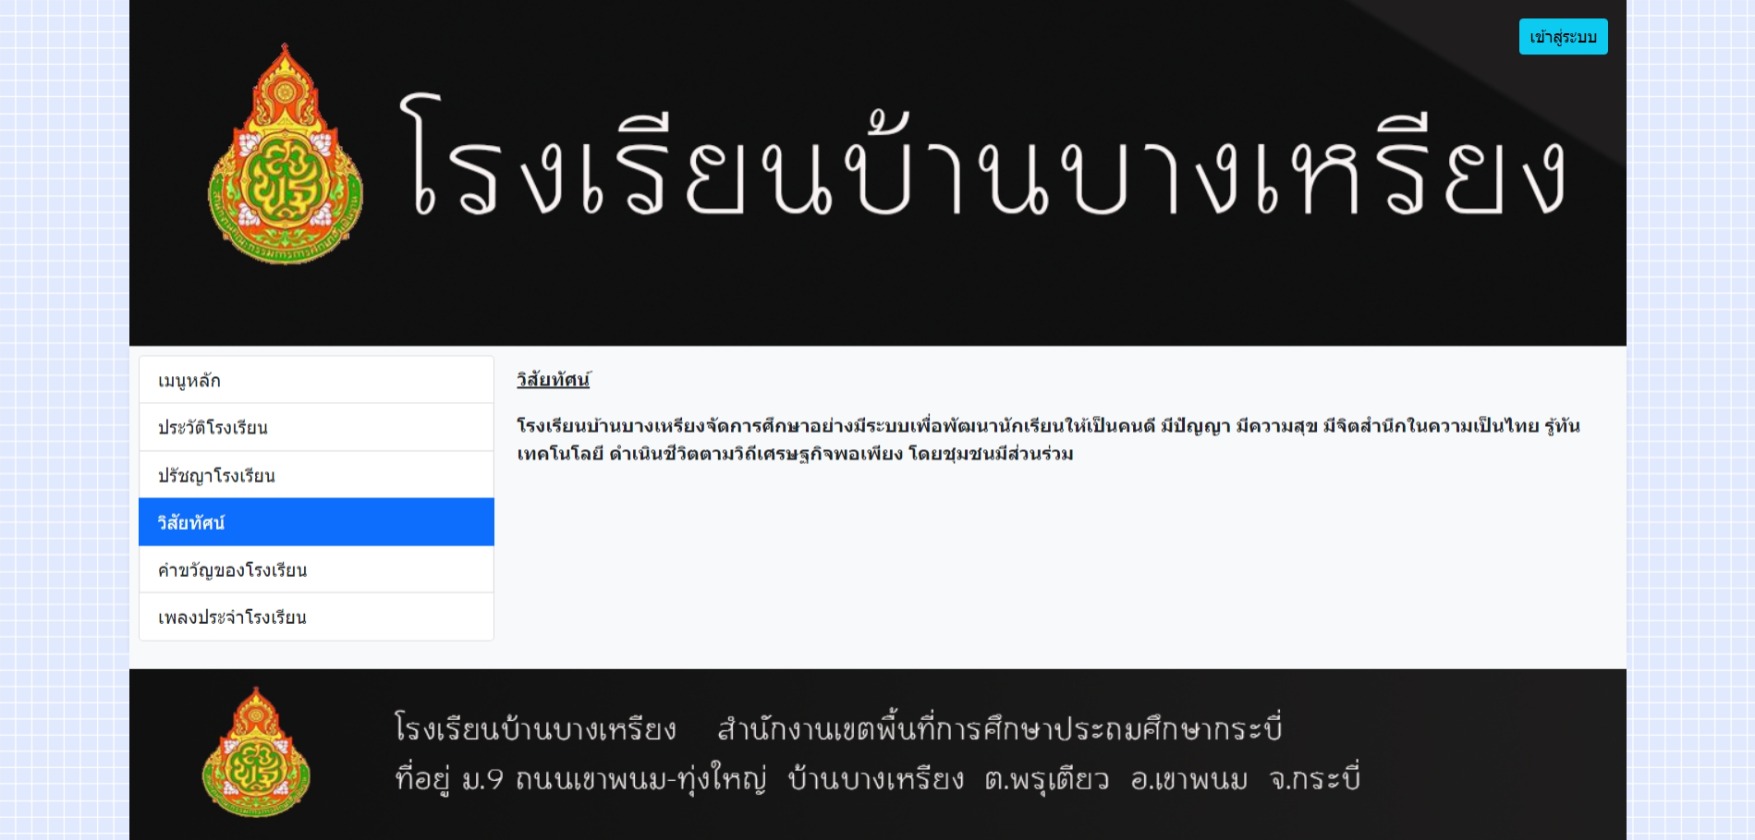 เข้าสู่ระบบ
โรงเรียนบ้านบางเหรียง
เมนูหลัก
ประวัติโรงเรียน
ปรัชญาโรงเรียน
วิสัยทัศน์
คำขวัญของโรงเรียน
เพลงประจำโรงเรียน
วิสัยทัศน์
โรงเรียนบ้านบางเหรียงจัดการศึกษาอย่างมีระบบเพื่อพัฒนานักเรียนให้เป็นคนดี มีปัญญา มีความสุข มีจิตสำนึกในความเป็นไทย รู้ทัน
เทคโนโลยี ดำเนินชีวิตตามวิถีเศรษฐกิจพอเพียง โดยชุมชนมีส่วนร่วม
โรงเรียนบ้านบางเหรียง สำนักงานเขตพื้นที่การศึกษาประถมศึกษากระบี่
ที่อยู่ ม.9 ถนนเขาพนม-ทุ่งใหญ่ บ้านบางเหรียง ต.พรุเตียว อ.เขาพนม จ.กระบี่